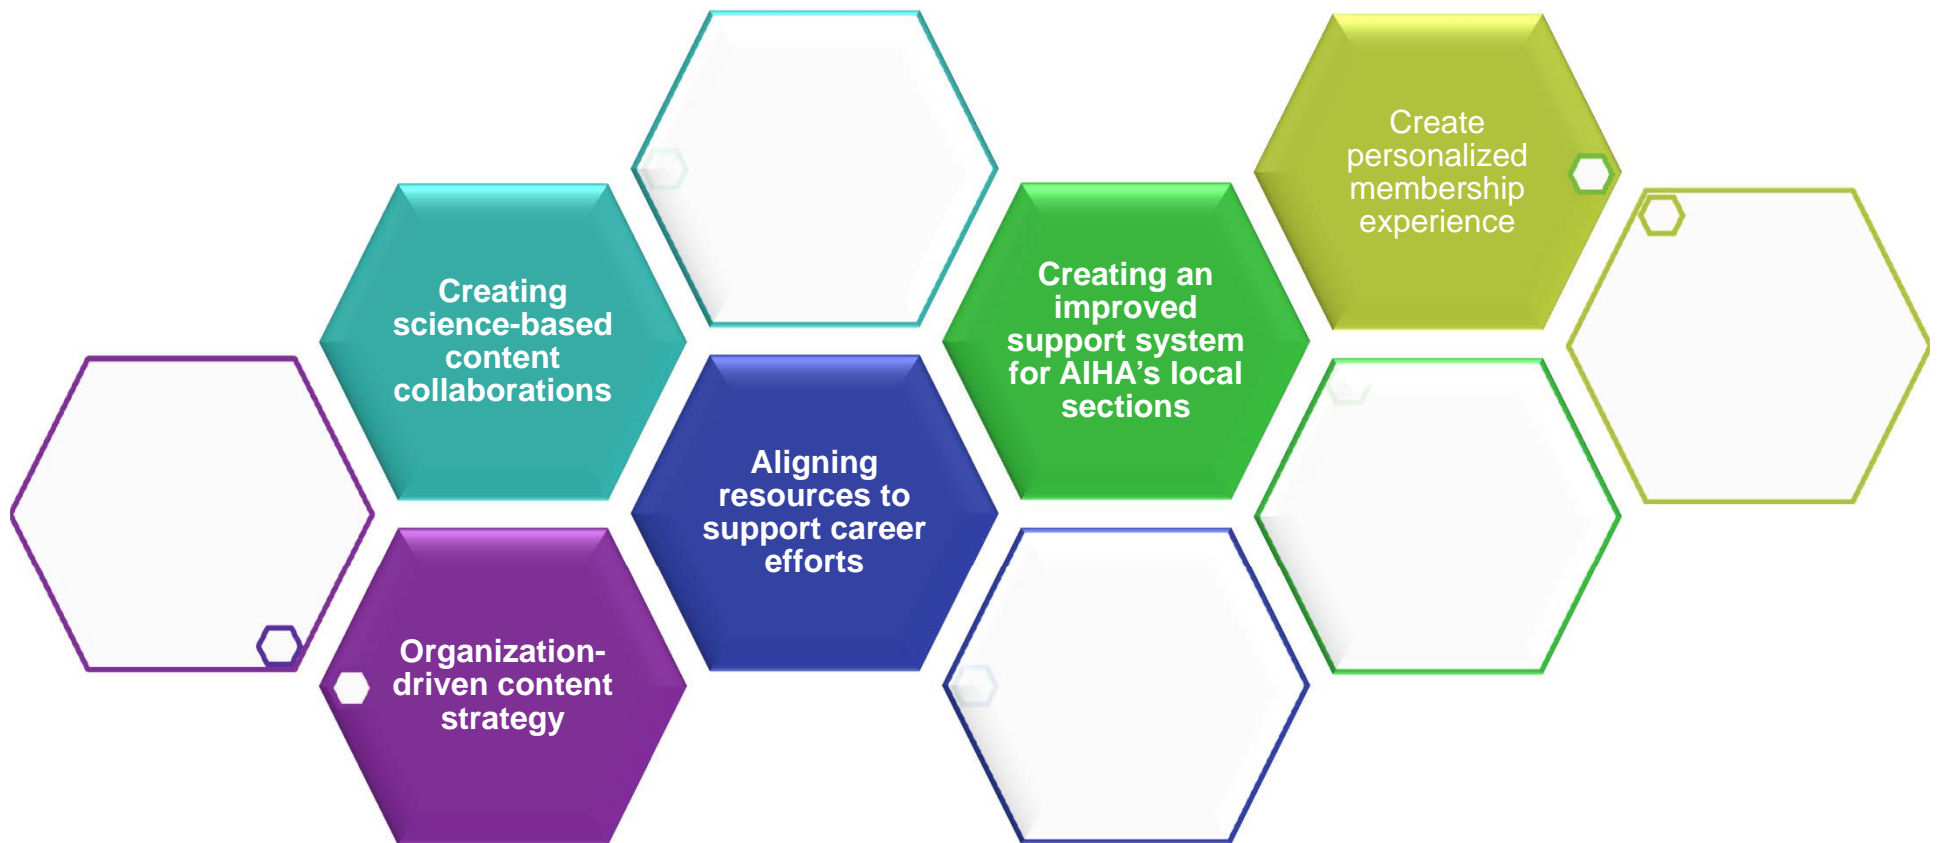 Create
personalized
membership
experience
Creating
science-based
content
collaborations
Creating an
improved
support system
for AIHA’s local
sections
Aligning
resources to
support career
efforts
Organization-
driven content
strategy